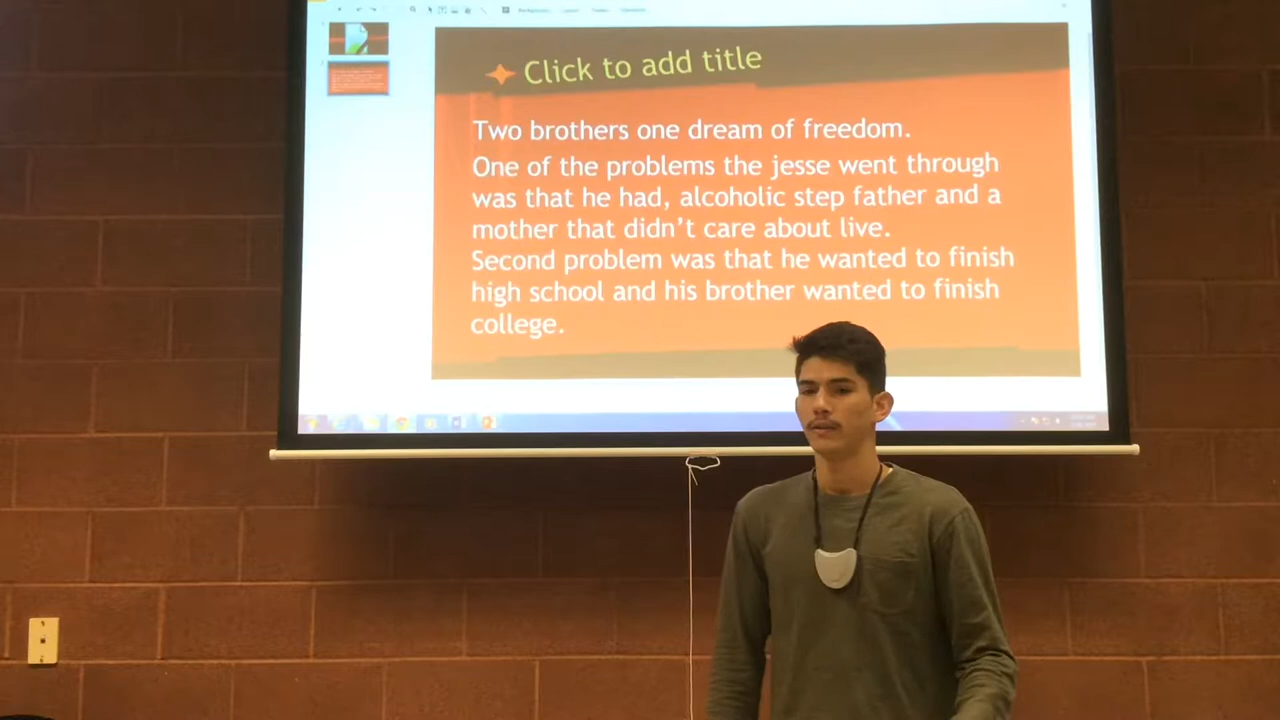 Click to add title
Two brothers one dream of freedom.
One of the problems the jesse went through
was that he had, alcoholic step father and a
mother that didn't care about live.
Second problem was that he wanted to finish
high school and his brother wanted to finish
college.